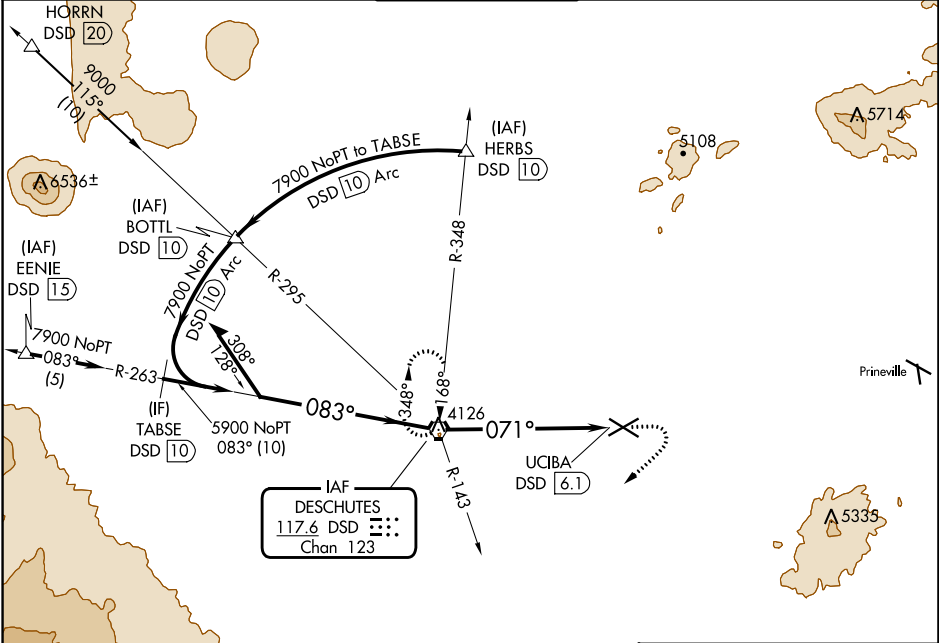 HORRN
DSD 20
9000
115°
(10)
6536±
(IAF)
BOTTL
DSD 10
(IAF)
EENIE
DSD 15
7900 NoPT
083°
(5)
R-263
(IF)
TABSE
DSD 10
7900 NoPT to TABSE
DSD 10 Arc
(IAF)
HERBS
DSD 10
7900 NoPT
DSD 10 Arc
R-295
R-348
308°
128°
5900 NoPT
083° (10)
083°
348°
168°
4126
071°
UCIBA
DSD 6.1
R-143
IAF
DESCHUTES
117.6 DSD
Chan 123
5108
5714
Prineville
5335